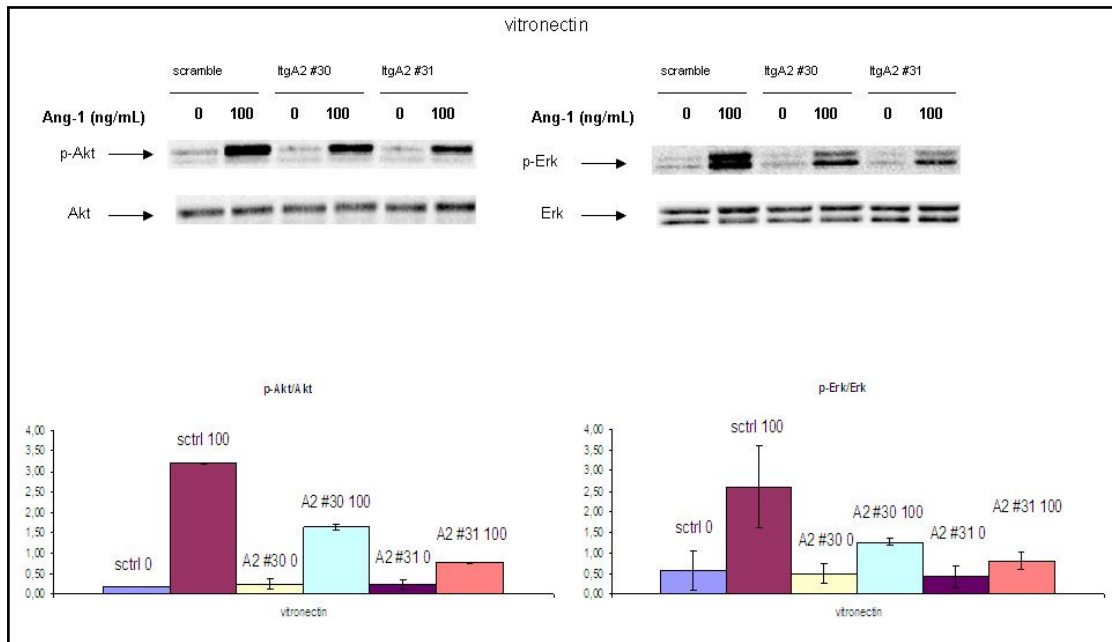 vitronectin
scramble ItgA2 #30 ItgA2 #31
Ang-1 (ng/mL) 0 100 0 100 0 100
p-Akt
Akt
scramble ItgA2 #30 ItgA2 #31
Ang-1 (ng/mL) 0 100 0 100 0 100
p-Erk
Erk
p-Akt/Akt
4,00
3,50
3,00
2,50
2,00
1,50
1,00
0,50
0,00
sctrl 0
sctrl 100
A2 #30 0
A2 #30 100
A2 #31 0
A2 #31 100
vitronectin
p-Erk/Erk
4,00
3,50
3,00
2,50
2,00
1,50
1,00
0,50
0,00
sctrl 0
sctrl 100
A2 #30 0
A2 #30 100
A2 #31 0
A2 #31 100
vitronectin